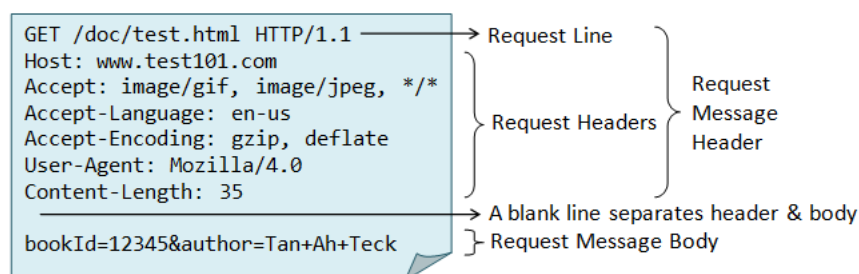 GET /doc/test.html HTTP/1.1
Request Line
Host: www.test101.com
Accept: image/gif, image/jpeg, */*
Accept-Language: en-us
Accept-Encoding: gzip, deflate
User-Agent: Mozilla/4.0
Content-Length: 35
Request Headers
Request
Message
Header
A blank line separates header & body
bookId=12345&author=Tan+Ah+Teck
Request Message Body